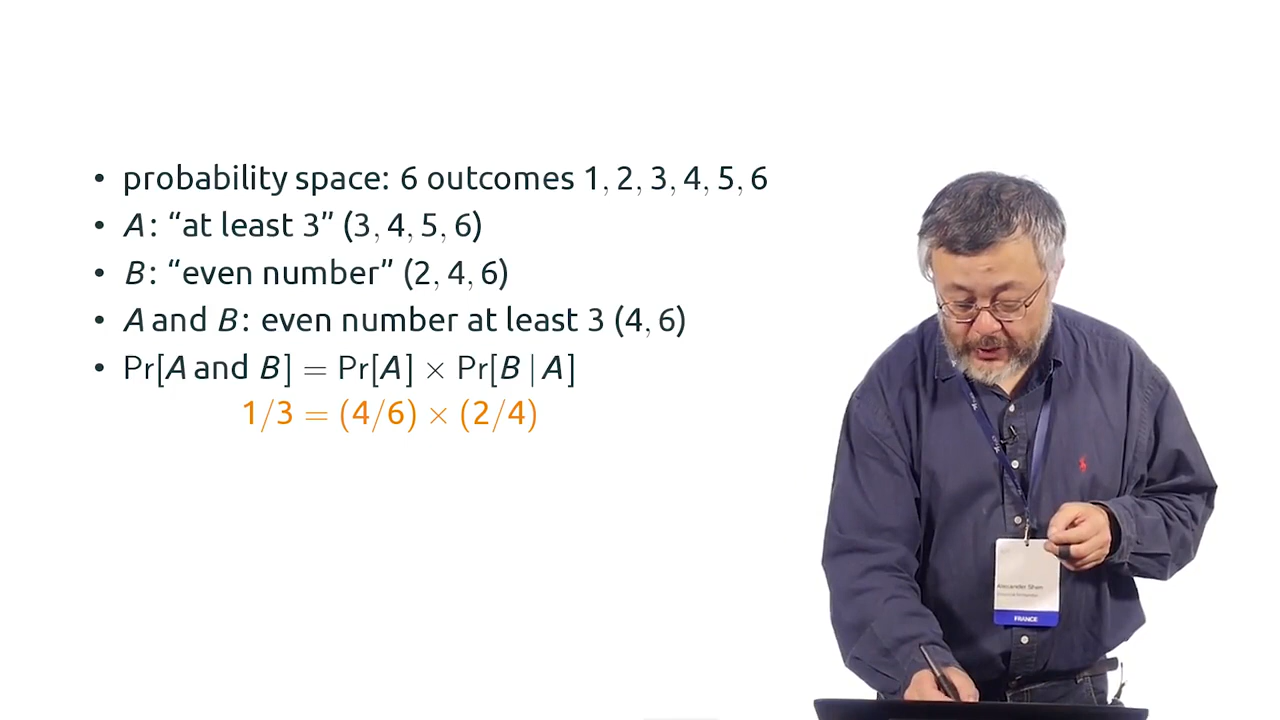 • probability space: 6 outcomes 1, 2, 3, 4, 5, 6
• A: “at least 3” (3, 4, 5, 6)
• B: “even number” (2, 4, 6)
• A and B: even number at least 3 (4, 6)
• Pr[A and B] = Pr[A] × Pr[B | A]
1/3 = (4/6) × (2/4)
Alexander Shen
FRANCE